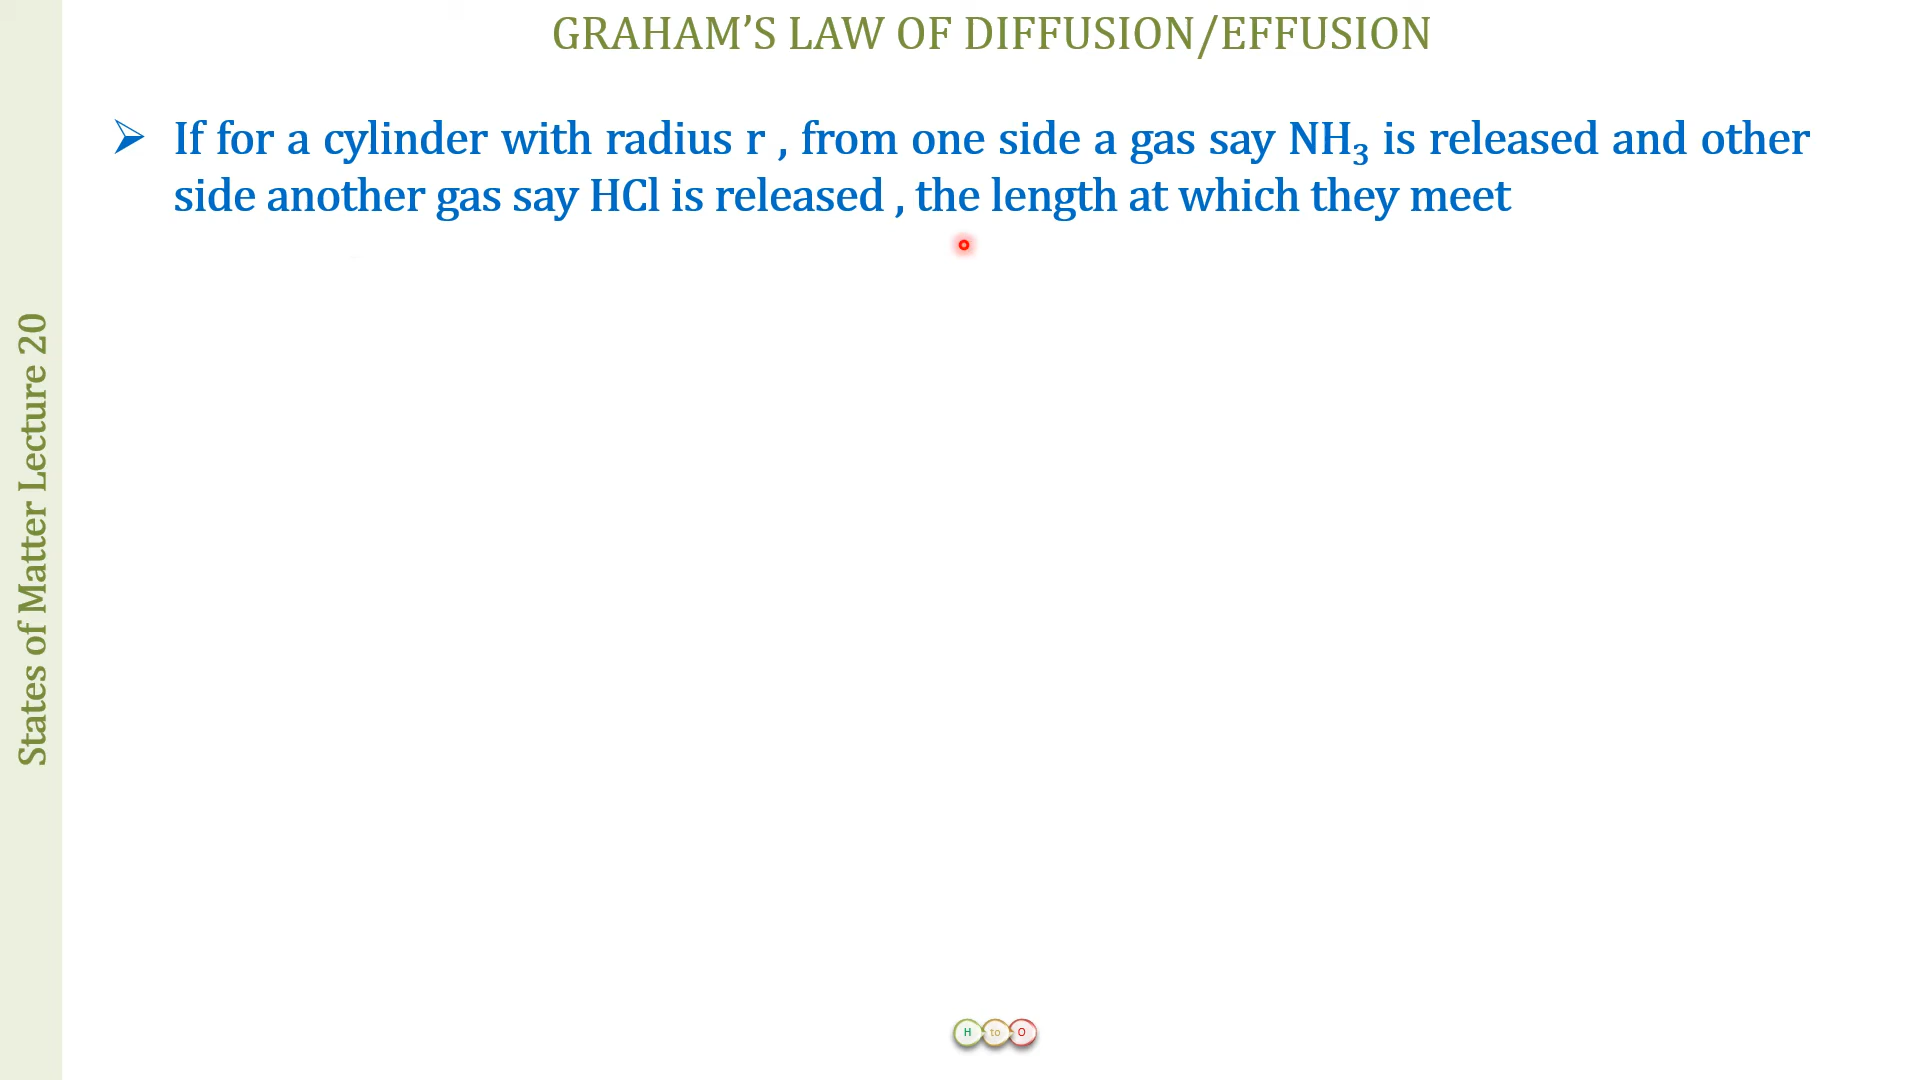 GRAHAM’S LAW OF DIFFUSION/EFFUSION
If for a cylinder with radius r , from one side a gas say NH₃ is released and other
side another gas say HCl is released , the length at which they meet
States of Matter Lecture 20
H to O